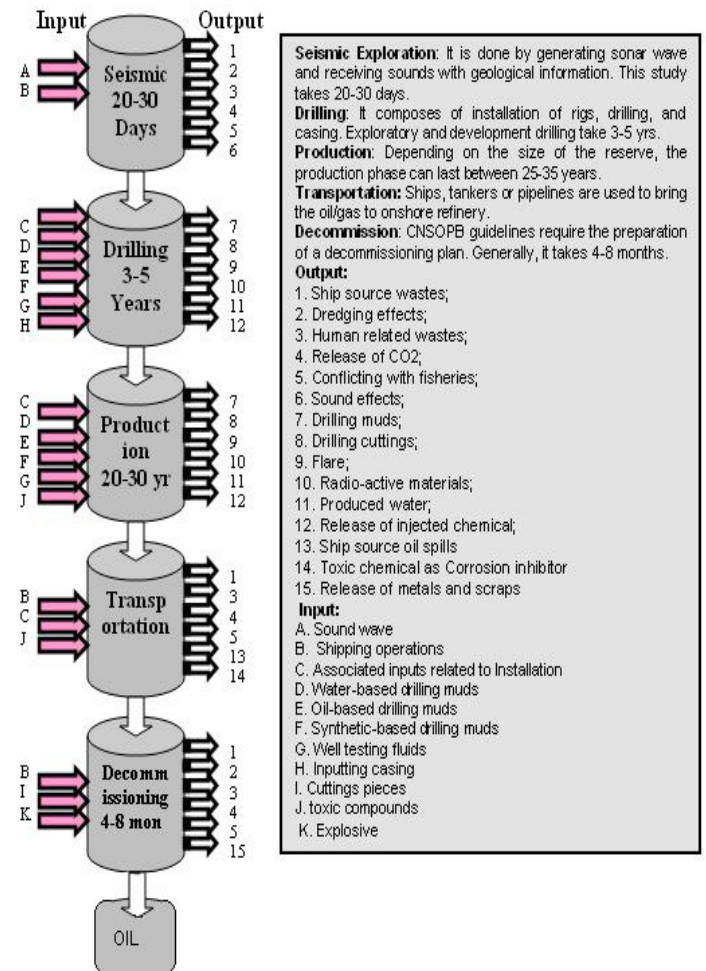 Input Output
A
B
Seismic
20-30
Days
1
2
3
4
5
6
C
D
E
F
G
H
Drilling
3-5
Years
7
8
9
10
11
12
C
D
E
F
G
J
Product
ion
20-30 yr
7
8
9
10
11
12
B
C
J
Transp
ortation
1
3
4
5
13
14
B
I
K
Decomm
issioning
4-8 mon
1
2
3
4
5
15
OIL
Seismic Exploration: It is done by generating sonar wave
and receiving sounds with geological information. This study
takes 20-30 days.
Drilling: It composes of installation of rigs, drilling, and
casing. Exploratory and development drilling take 3-5 yrs.
Production: Depending on the size of the reserve, the
production phase can last between 25-35 years.
Transportation: Ships, tankers or pipelines are used to bring
the oil/gas to onshore refinery.
Decommission: CNSOPB guidelines require the preparation
of a decommissioning plan. Generally, it takes 4-8 months.
Output:
1. Ship source wastes;
2. Dredging effects;
3. Human related wastes;
4. Release of CO2;
5. Conflicting with fisheries;
6. Sound effects;
7. Drilling muds;
8. Drilling cuttings;
9. Flare;
10. Radio-active materials;
11. Produced water;
12. Release of injected chemical;
13. Ship source oil spills
14. Toxic chemical as Corrosion inhibitor
15. Release of metals and scraps
Input:
A. Sound wave
B. Shipping operations
C. Associated inputs related to Installation
D. Water-based drilling muds
E. Oil-based drilling muds
F. Synthetic-based drilling muds
G. Well testing fluids
H. Inputting casing
I. Cuttings pieces
J. toxic compounds
K. Explosive